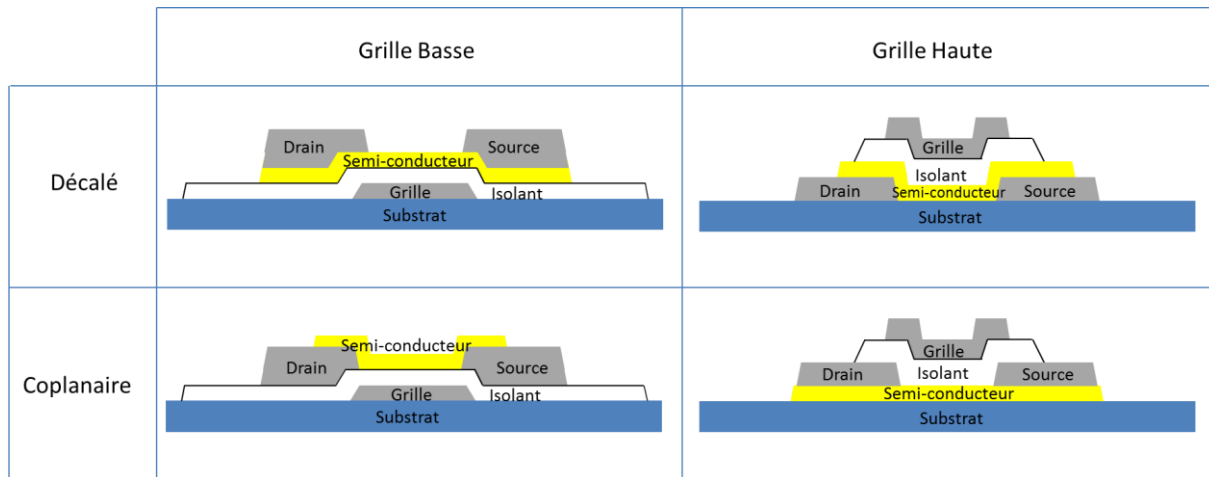 Grille Basse
Grille Haute
Décalé
Drain
Source
Semi-conducteur
Grille
Isolant
Substrat
Grille
Isolant
Drain
Semi-conducteur
Source
Substrat
Coplanaire
Semi-conducteur
Drain
Source
Grille
Isolant
Substrat
Grille
Drain
Isolant
Source
Semi-conducteur
Substrat